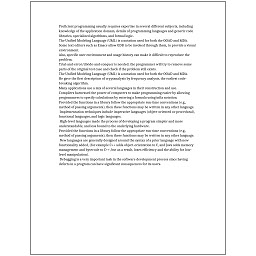 Proficient programming usually requires expertise in several different subjects, including
knowledge of the application domain, details of programming languages and generic code
libraries, specialized algorithms, and formal logic.
The Unified Modeling Language (UML) is a notation used for both the OOAD and MDA.
Some text editors such as Emacs allow GDB to be invoked through them, to provide a visual
environment.
Also, specific user environment and usage history can make it difficult to reproduce the
problem.
Trial-and-error/divide-and-conquer is needed: the programmer will try to remove some
parts of the original test case and check if the problem still exists.
The Unified Modeling Language (UML) is a notation used for both the OOAD and MDA.
He gave the first description of cryptanalysis by frequency analysis, the earliest code-
breaking algorithm.
Many applications use a mix of several languages in their construction and use.
Compilers harnessed the power of computers to make programming easier by allowing
programmers to specify calculations by entering a formula using infix notation.
Provided the functions in a library follow the appropriate run-time conventions (e.g.,
method of passing arguments), then these functions may be written in any other language.
Implementation techniques include imperative languages (object-oriented or procedural),
functional languages, and logic languages.
High-level languages made the process of developing a program simpler and more
understandable, and less bound to the underlying hardware.
Provided the functions in a library follow the appropriate run-time conventions (e.g.,
method of passing arguments), then these functions may be written in any other language.
New languages are generally designed around the syntax of a prior language with new
functionality added, (for example C++ adds object-orientation to C, and Java adds memory
management and bytecode to C++, but as a result, loses efficiency and the ability for low-
level manipulation).
Debugging is a very important task in the software development process since having
defects in a program can have significant consequences for its users.